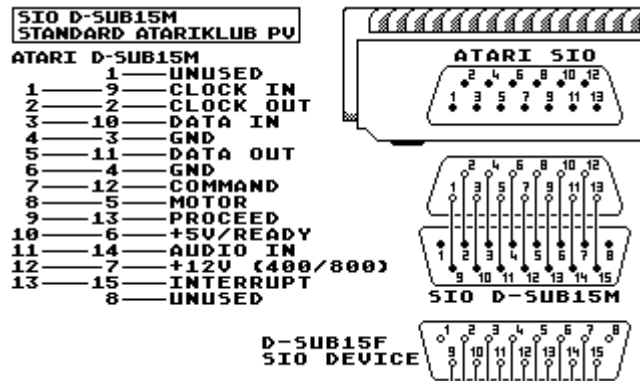 SIO D-SUB15M
STANDARD ATARIKLUB PV
ATARI D-SUB15M
1 UNUSED
1 9 CLOCK IN
2 2 CLOCK OUT
3 10 DATA IN
4 3 GND
5 11 DATA OUT
6 4 GND
7 12 COMMAND
8 5 MOTOR
9 13 PROCEED
10 6 +5V/READY
11 14 AUDIO IN
12 7 +12V (400/800)
13 15 INTERRUPT
8 UNUSED
ATARI SIO
2 4 6 8 10 12
1 3 5 7 9 11 13
2 4 6 8 10 12
1 3 5 7 9 11 13
1 2 3 4 5 6 7 8
9 10 11 12 13 14 15
SIO D-SUB15M
D-SUB15F
SIO DEVICE
1 2 3 4 5 6 7 8
9 10 11 12 13 14 15